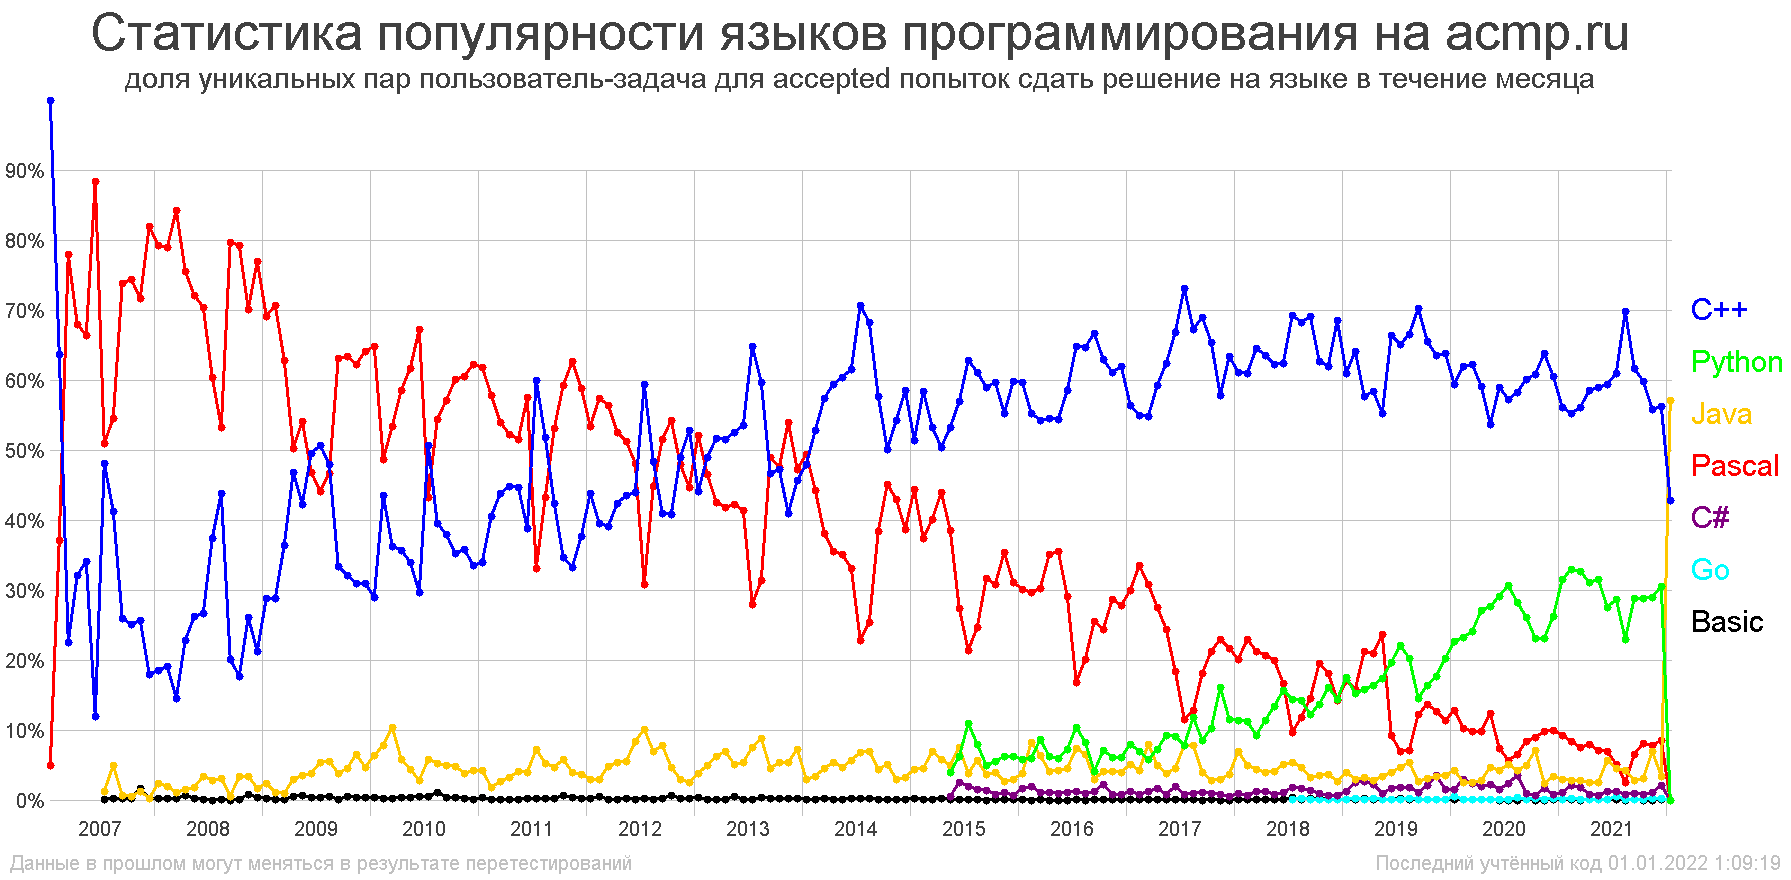 Статистика популярности языков программирования на acmp.ru
доля уникальных пар пользователь-задача для accepted попыток сдать решение на языке в течение месяца
90%
80%
70%
60%
50%
40%
30%
20%
10%
0%
C++
Python
Java
Pascal
C#
Go
Basic
2007 2008 2009 2010 2011 2012 2013 2014 2015 2016 2017 2018 2019 2020 2021
Данные в прошлом могут меняться в результате перетестирований
Последний учтённый код 01.01.2022 1:09:19